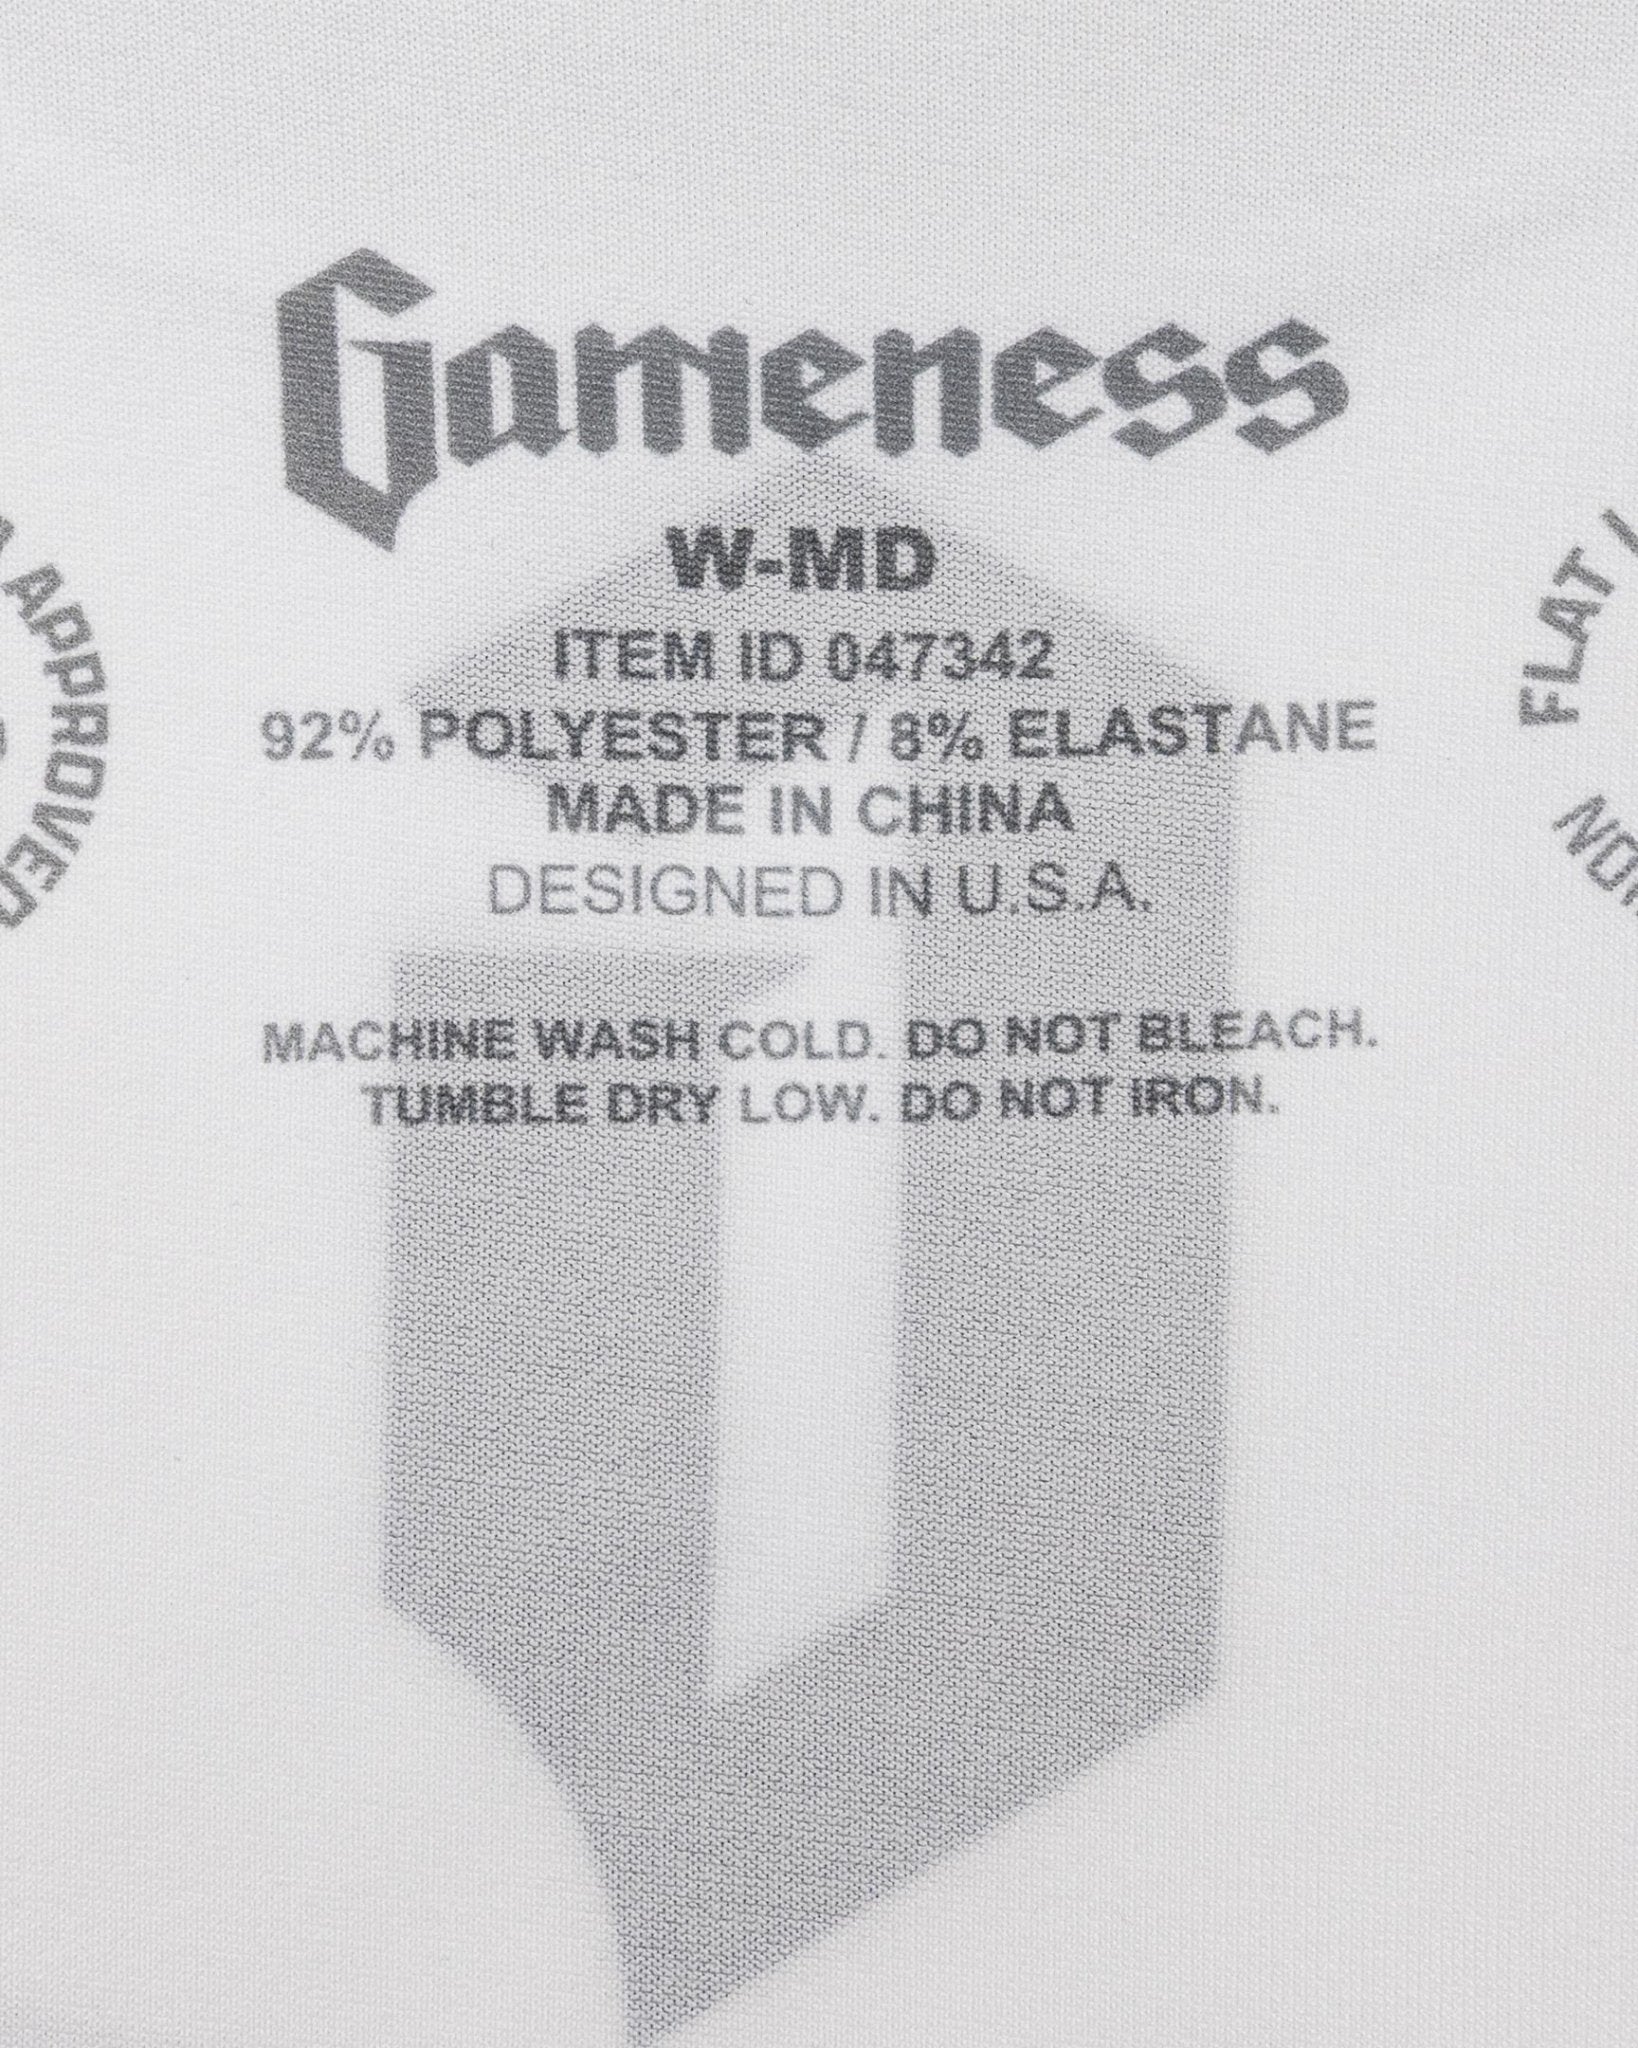 Gameness
W-MD
ITEM ID 047342
92% POLYESTER / 8% ELASTANE
MADE IN CHINA
DESIGNED IN U.S.A.
MACHINE WASH COLD. DO NOT BLEACH.
TUMBLE DRY LOW. DO NOT IRON.
APPROVED
FLAT